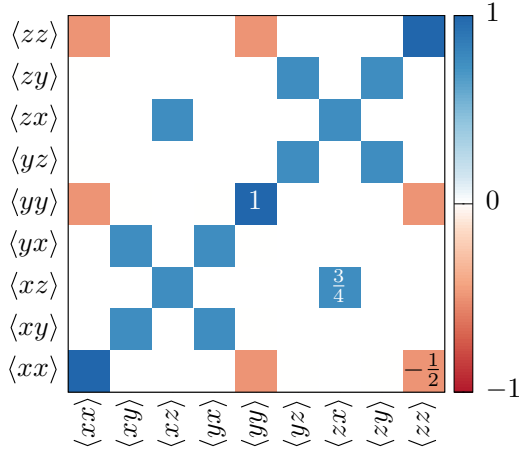 ⟨zz⟩
⟨zy⟩
⟨zx⟩
⟨yz⟩
⟨yy⟩
⟨yx⟩
⟨xz⟩
⟨xy⟩
⟨xx⟩
1
3/4
−1/2
⟨xx⟩ ⟨xy⟩ ⟨xz⟩ ⟨yx⟩ ⟨yy⟩ ⟨yz⟩ ⟨zx⟩ ⟨zy⟩ ⟨zz⟩
1
0
−1